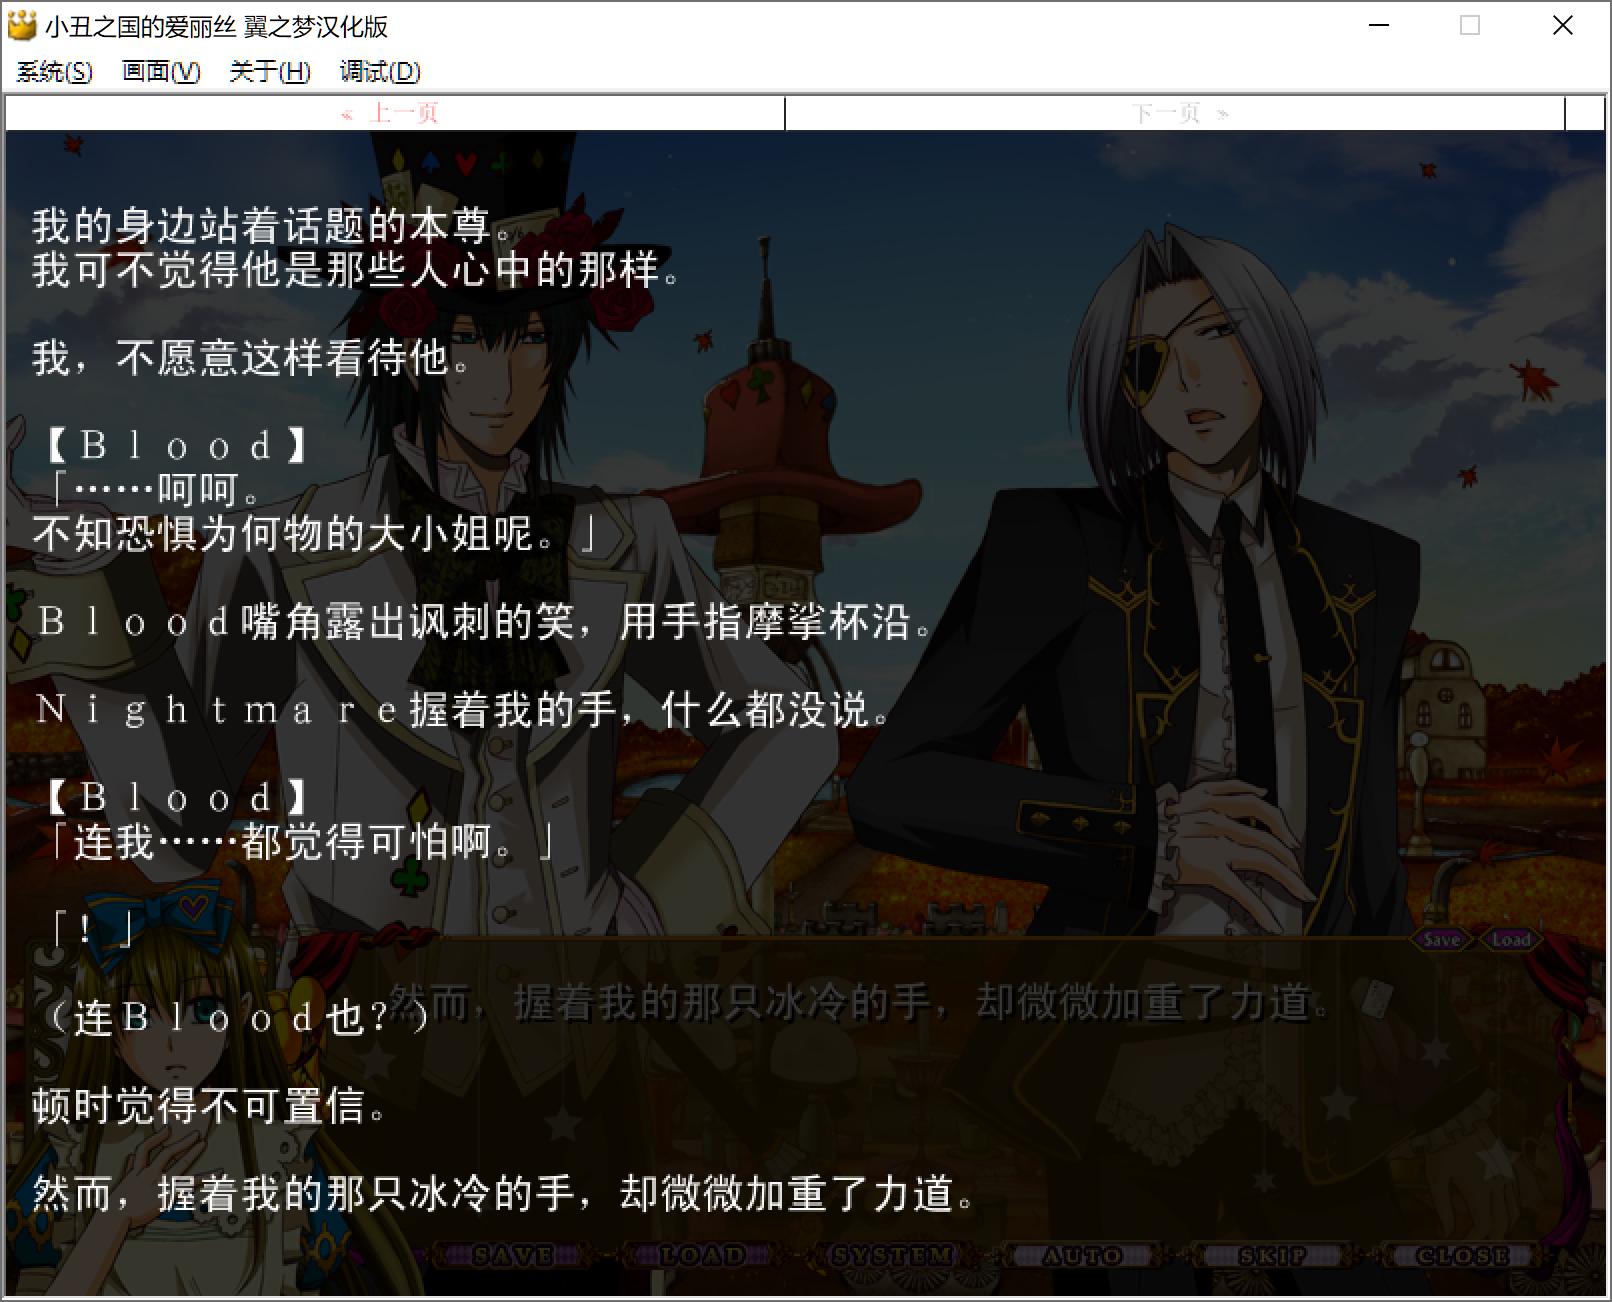 小丑之国的爱丽丝 翼之梦汉化版
系统(S) 画面(V) 关于(H) 调试(D)
« 上一页
下一页 »
我的身边站着话题的本尊。
我可不觉得他是那些人心中的那样。
我，不愿意这样看待他。
【Ｂｌｏｏｄ】
「……呵呵。
不知恐惧为何物的大小姐呢。」
Ｂｌｏｏｄ嘴角露出讽刺的笑，用手指摩挲杯沿。
Ｎｉｇｈｔｍａｒｅ握着我的手，什么都没说。
【Ｂｌｏｏｄ】
「连我……都觉得可怕啊。」
「！」
Save Load
然而，握着我的那只冰冷的手，却微微加重了力道。
（连Ｂｌｏｏｄ也？）
顿时觉得不可置信。
然而，握着我的那只冰冷的手，却微微加重了力道。
SAVE LOAD SYSTEM AUTO SKIP CLOSE